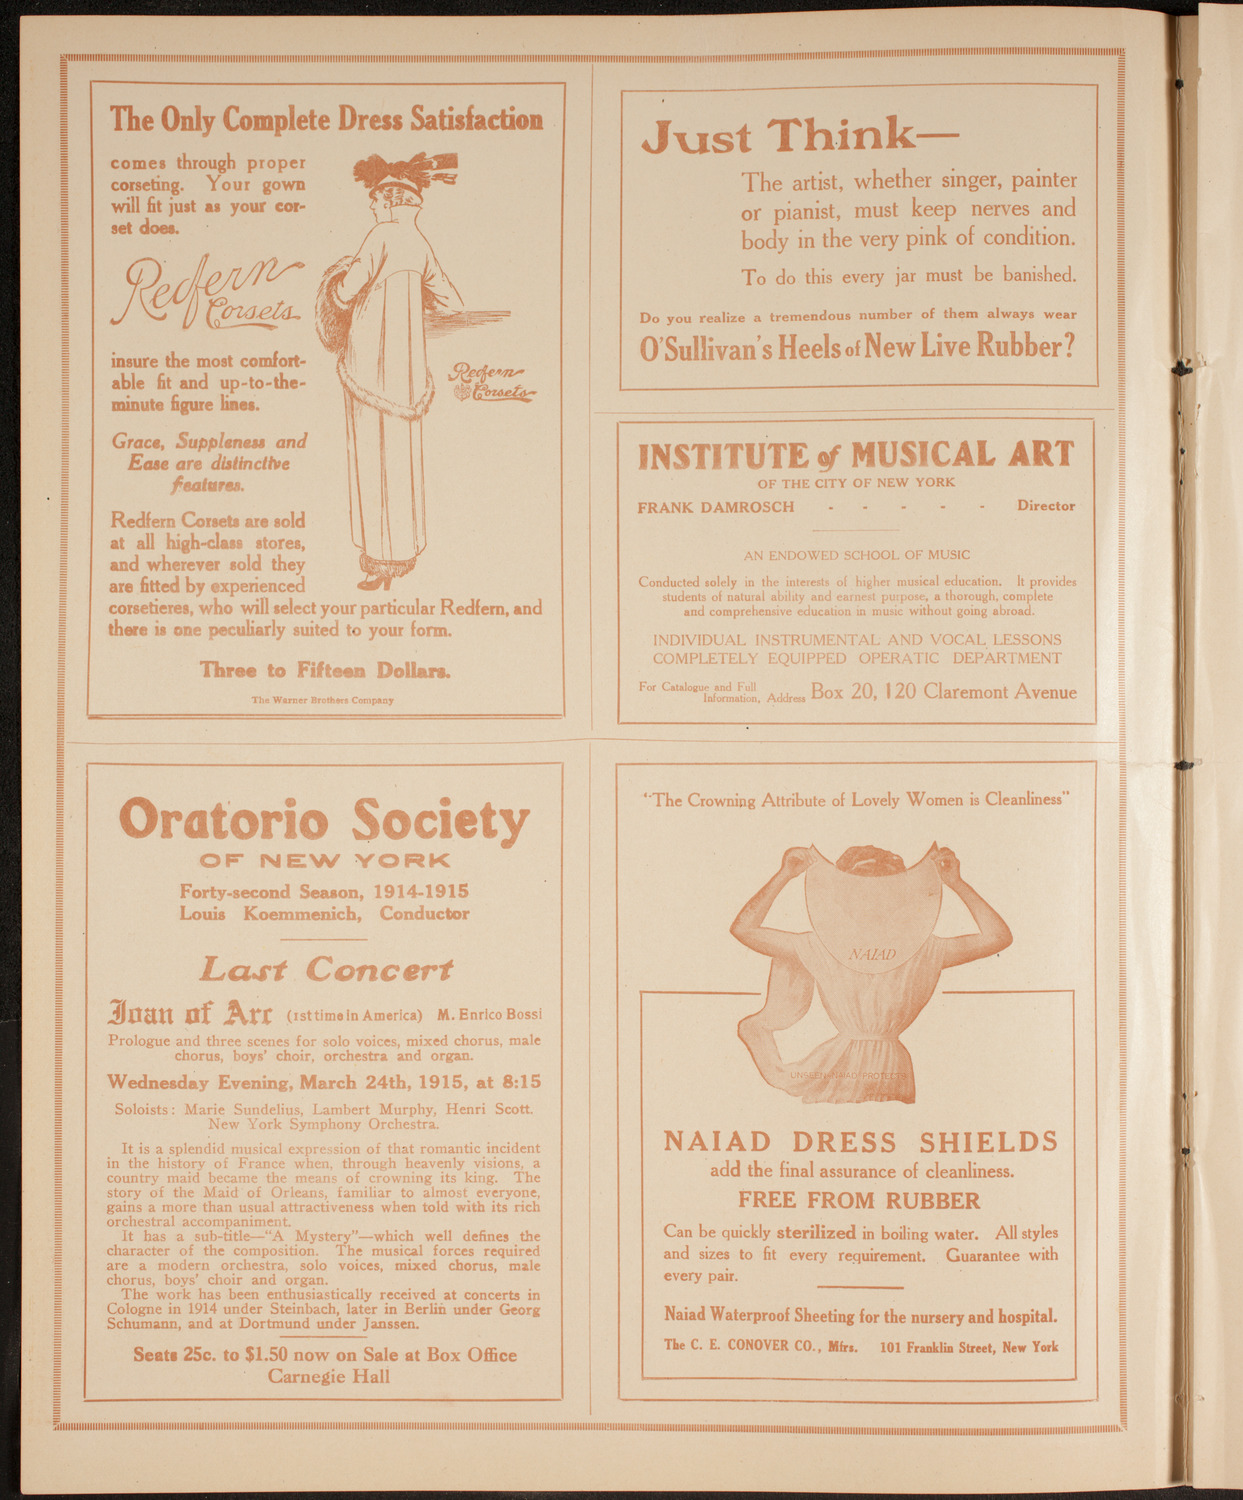 The Only Complete Dress Satisfaction
comes through proper
corseting. Your gown
will fit just as your cor-
set does.
Redfern
Corsets
insure the most comfort-
able fit and up-to-the-
minute figure lines.
Grace, Suppleness and
Ease are distinctive
features.
Redfern Corsets are sold
at all high-class stores,
and wherever sold they
are fitted by experienced
corsetieres, who will select your particular Redfern, and
there is one peculiarly suited to your form.
Three to Fifteen Dollars.
The Warner Brothers Company
Redfern
Corsets
Just Think—
The artist, whether singer, painter
or pianist, must keep nerves and
body in the very pink of condition.
To do this every jar must be banished.
Do you realize a tremendous number of them always wear
O'Sullivan's Heels of New Live Rubber?
INSTITUTE of MUSICAL ART
OF THE CITY OF NEW YORK
FRANK DAMROSCH - - - - - Director
AN ENDOWED SCHOOL OF MUSIC
Conducted solely in the interests of higher musical education. It provides
students of natural ability and earnest purpose, a thorough, complete
and comprehensive education in music without going abroad.
INDIVIDUAL INSTRUMENTAL AND VOCAL LESSONS
COMPLETELY EQUIPPED OPERATIC DEPARTMENT
For Catalogue and Full
Information, Address Box 20, 120 Claremont Avenue
Oratorio Society
OF NEW YORK
Forty-second Season, 1914-1915
Louis Koemmenich, Conductor
Last Concert
Joan of Arc (1st time in America) M. Enrico Bossi
Prologue and three scenes for solo voices, mixed chorus, male
chorus, boys' choir, orchestra and organ.
Wednesday Evening, March 24th, 1915, at 8:15
Soloists: Marie Sundelius, Lambert Murphy, Henri Scott.
New York Symphony Orchestra.
It is a splendid musical expression of that romantic incident
in the history of France when, through heavenly visions, a
country maid became the means of crowning its king. The
story of the Maid of Orleans, familiar to almost everyone,
gains a more than usual attractiveness when told with its rich
orchestral accompaniment.
It has a sub-title—"A Mystery"—which well defines the
character of the composition. The musical forces required
are a modern orchestra, solo voices, mixed chorus, male
chorus, boys' choir and organ.
The work has been enthusiastically received at concerts in
Cologne in 1914 under Steinbach, later in Berlin under Georg
Schumann, and at Dortmund under Janssen.
Seats 25c. to $1.50 now on Sale at Box Office
Carnegie Hall
"The Crowning Attribute of Lovely Women is Cleanliness"
NAIAD
UNSEEN NAIAD PROTECTS
NAIAD DRESS SHIELDS
add the final assurance of cleanliness.
FREE FROM RUBBER
Can be quickly sterilized in boiling water. All styles
and sizes to fit every requirement. Guarantee with
every pair.
Naiad Waterproof Sheeting for the nursery and hospital.
The C. E. CONOVER CO., Mfrs. 101 Franklin Street, New York